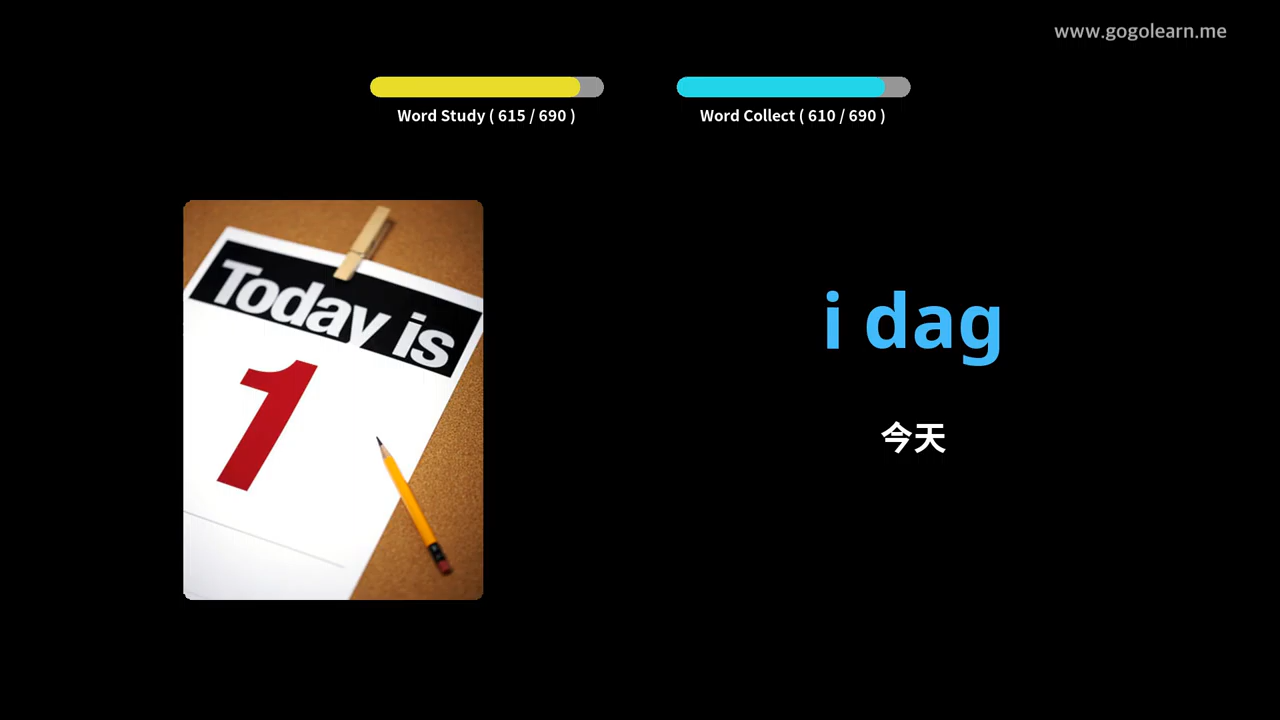 www.gogolearn.me
Word Study ( 615 / 690 )
Word Collect ( 610 / 690 )
Today is
1
i dag
今天